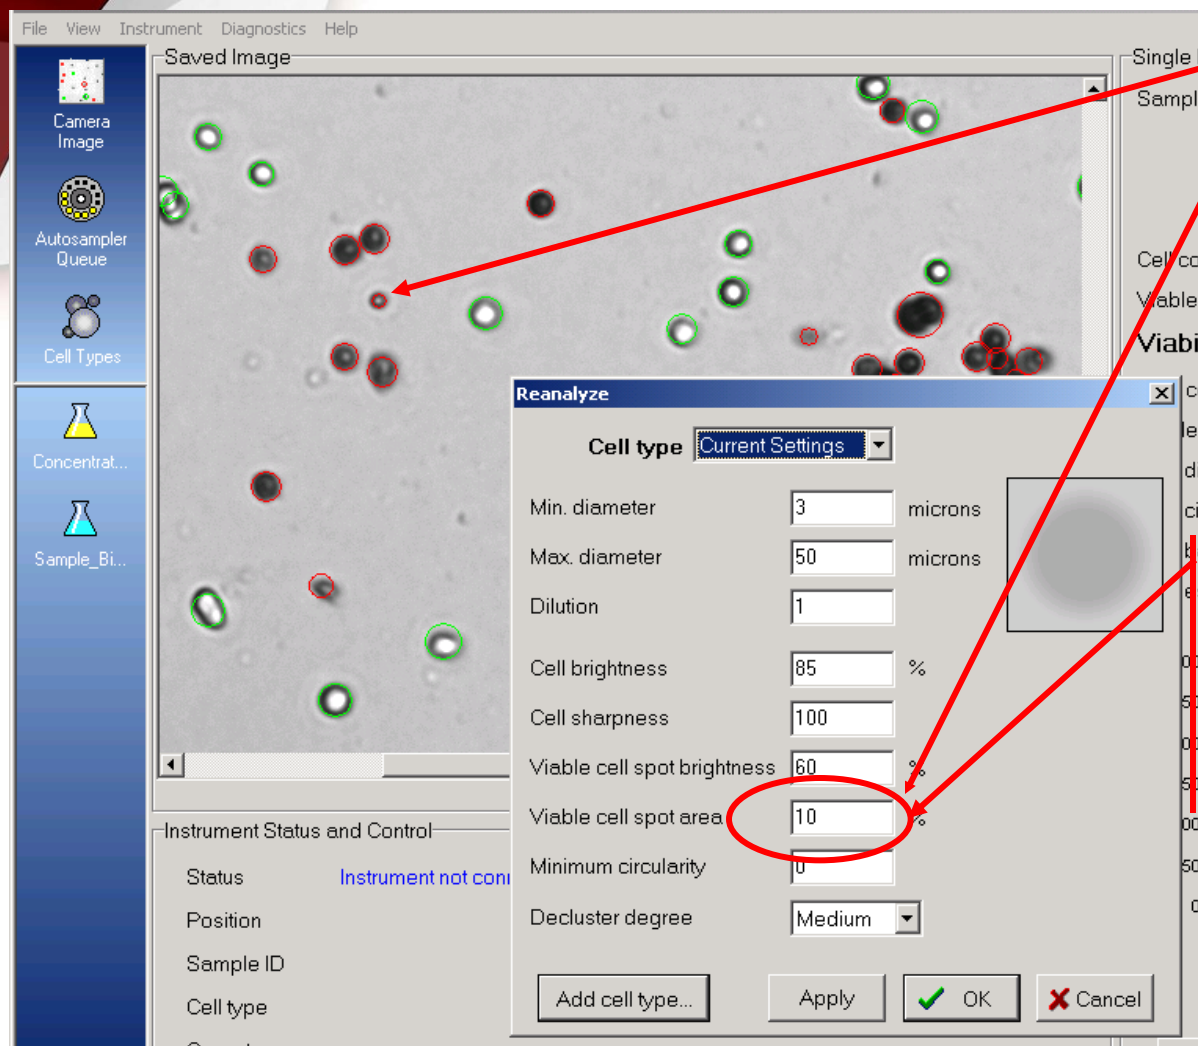 File View Instrument Diagnostics Help
Saved Image
Single
Camera
Image
Autosampler
Queue
Cell Types
Concentrat...
Sample_Bi...
Reanalyze
Cell type Current Settings
Min. diameter 3 microns
Max. diameter 50 microns
Dilution 1
Cell brightness 85 %
Cell sharpness 100
Viable cell spot brightness 60 %
Viable cell spot area 10 %
Minimum circularity 0
Decluster degree Medium
Add cell type... Apply OK Cancel
Instrument Status and Control
Status Instrument not con
Position
Sample ID
Cell type
Sampl
Cell co
Viable
Viabi